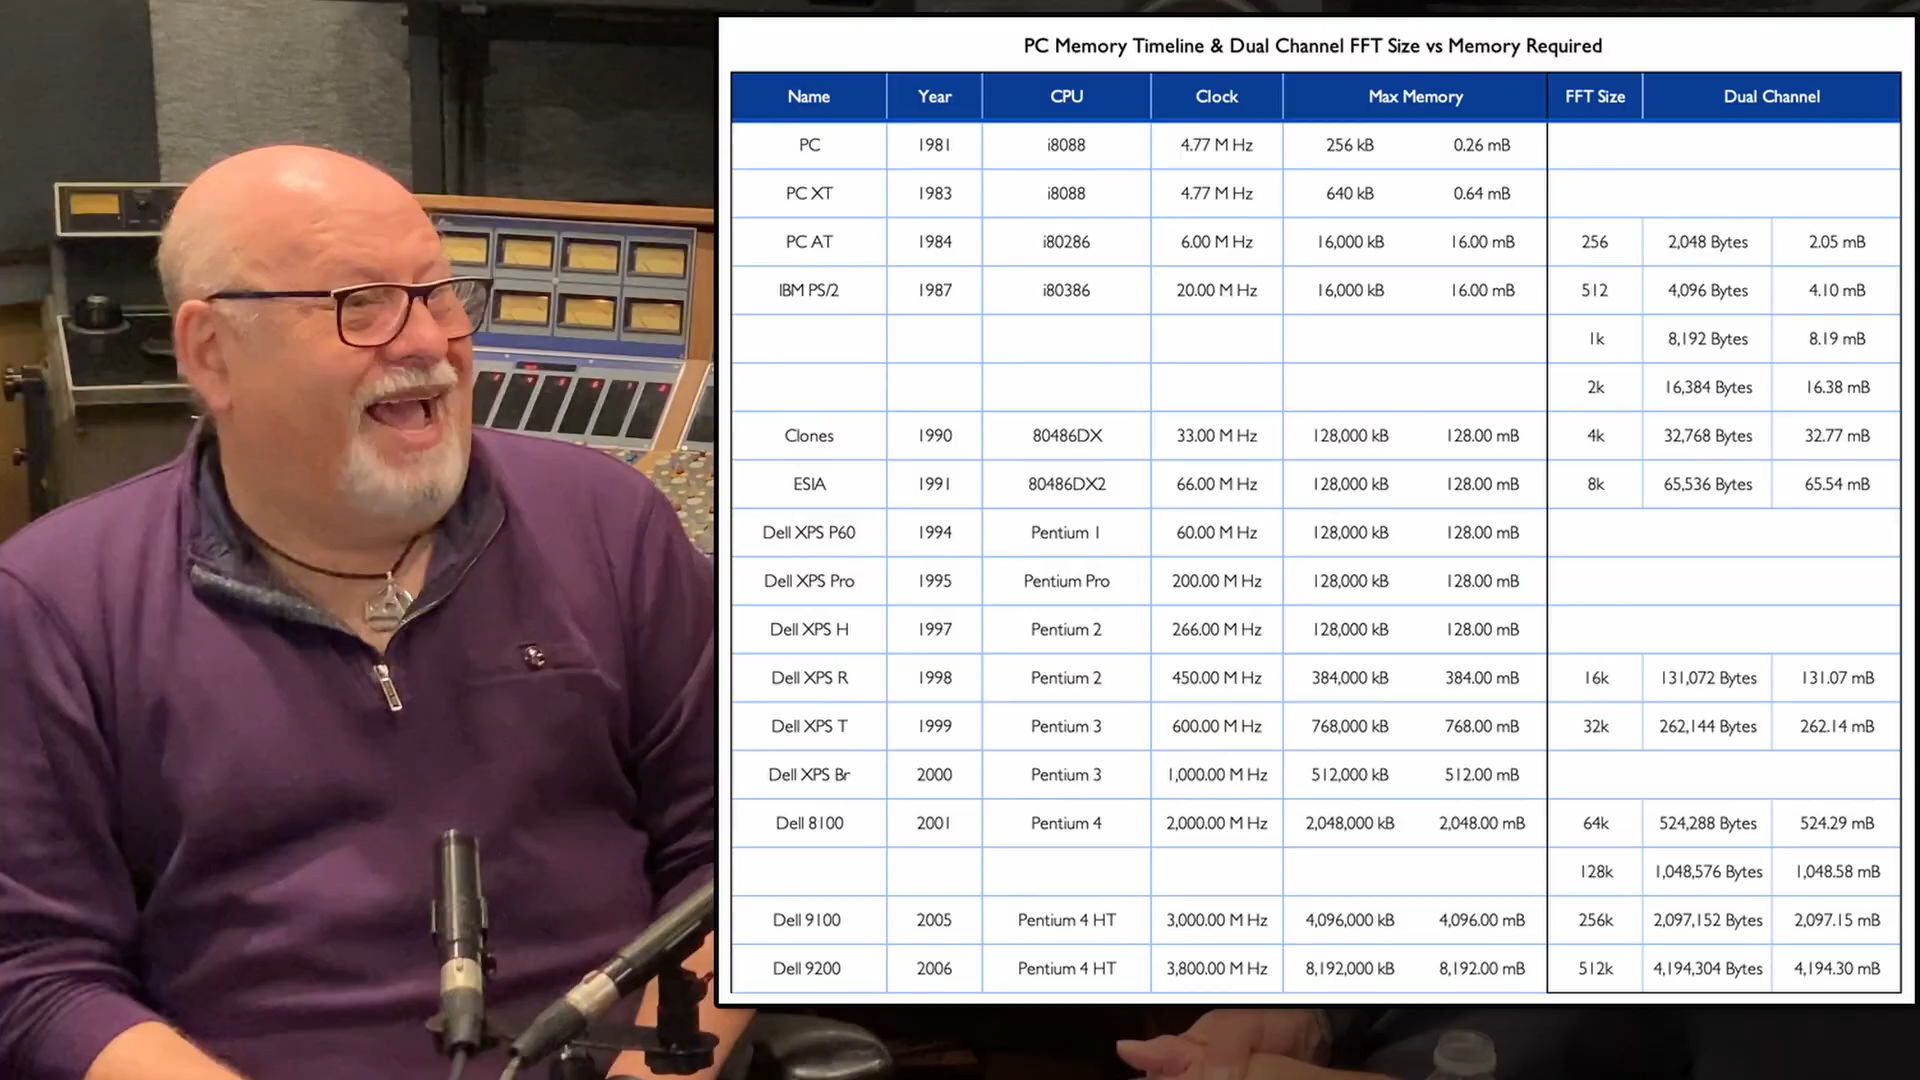 PC Memory Timeline & Dual Channel FFT Size vs Memory Required
Name Year CPU Clock Max Memory FFT Size Dual Channel
PC 1981 i8088 4.77 MHz 256 kB 0.26 mB
PC XT 1983 i8088 4.77 MHz 640 kB 0.64 mB
PC AT 1984 i80286 6.00 MHz 16,000 kB 16.00 mB 256 2,048 Bytes 2.05 mB
IBM PS/2 1987 i80386 20.00 MHz 16,000 kB 16.00 mB 512 4,096 Bytes 4.10 mB
1k 8,192 Bytes 8.19 mB
2k 16,384 Bytes 16.38 mB
Clones 1990 80486DX 33.00 MHz 128,000 kB 128.00 mB 4k 32,768 Bytes 32.77 mB
ESIA 1991 80486DX2 66.00 MHz 128,000 kB 128.00 mB 8k 65,536 Bytes 65.54 mB
Dell XPS P60 1994 Pentium 1 60.00 MHz 128,000 kB 128.00 mB
Dell XPS Pro 1995 Pentium Pro 200.00 MHz 128,000 kB 128.00 mB
Dell XPS H 1997 Pentium 2 266.00 MHz 128,000 kB 128.00 mB
Dell XPS R 1998 Pentium 2 450.00 MHz 384,000 kB 384.00 mB 16k 131,072 Bytes 131.07 mB
Dell XPS T 1999 Pentium 3 600.00 MHz 768,000 kB 768.00 mB 32k 262,144 Bytes 262.14 mB
Dell XPS Br 2000 Pentium 3 1,000.00 MHz 512,000 kB 512.00 mB
Dell 8100 2001 Pentium 4 2,000.00 MHz 2,048,000 kB 2,048.00 mB 64k 524,288 Bytes 524.29 mB
128k 1,048,576 Bytes 1,048.58 mB
Dell 9100 2005 Pentium 4 HT 3,000.00 MHz 4,096,000 kB 4,096.00 mB 256k 2,097,152 Bytes 2,097.15 mB
Dell 9200 2006 Pentium 4 HT 3,800.00 MHz 8,192,000 kB 8,192.00 mB 512k 4,194,304 Bytes 4,194.30 mB